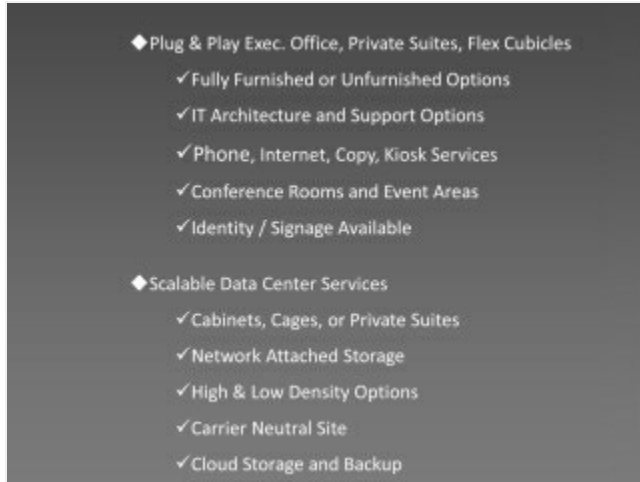 ◆Plug & Play Exec. Office, Private Suites, Flex Cubicles
✓Fully Furnished or Unfurnished Options
✓IT Architecture and Support Options
✓Phone, Internet, Copy, Kiosk Services
✓Conference Rooms and Event Areas
✓Identity / Signage Available
◆Scalable Data Center Services
✓Cabinets, Cages, or Private Suites
✓Network Attached Storage
✓High & Low Density Options
✓Carrier Neutral Site
✓Cloud Storage and Backup